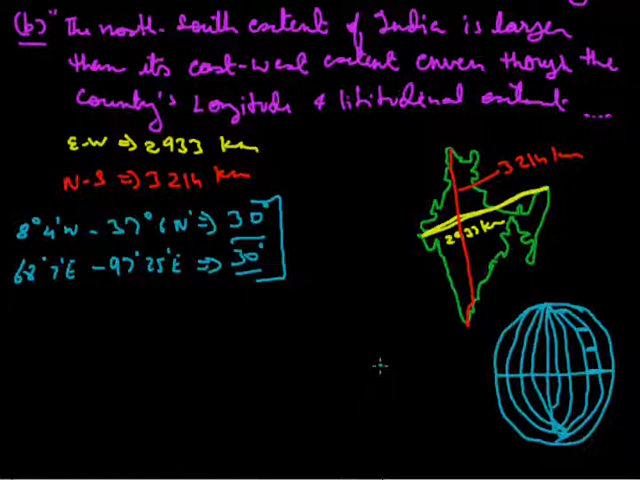 (b) "The north-South extent of India is larger
than its east-west extent even though the
Country's Longitude & latitudinal extent ....
E-W ⇒ 2933 km
N-S ⇒ 3214 km
8°4'N - 37°6'N ⇒ 30°
68°7'E - 97°25'E ⇒ 30°
3214 km
2933 km